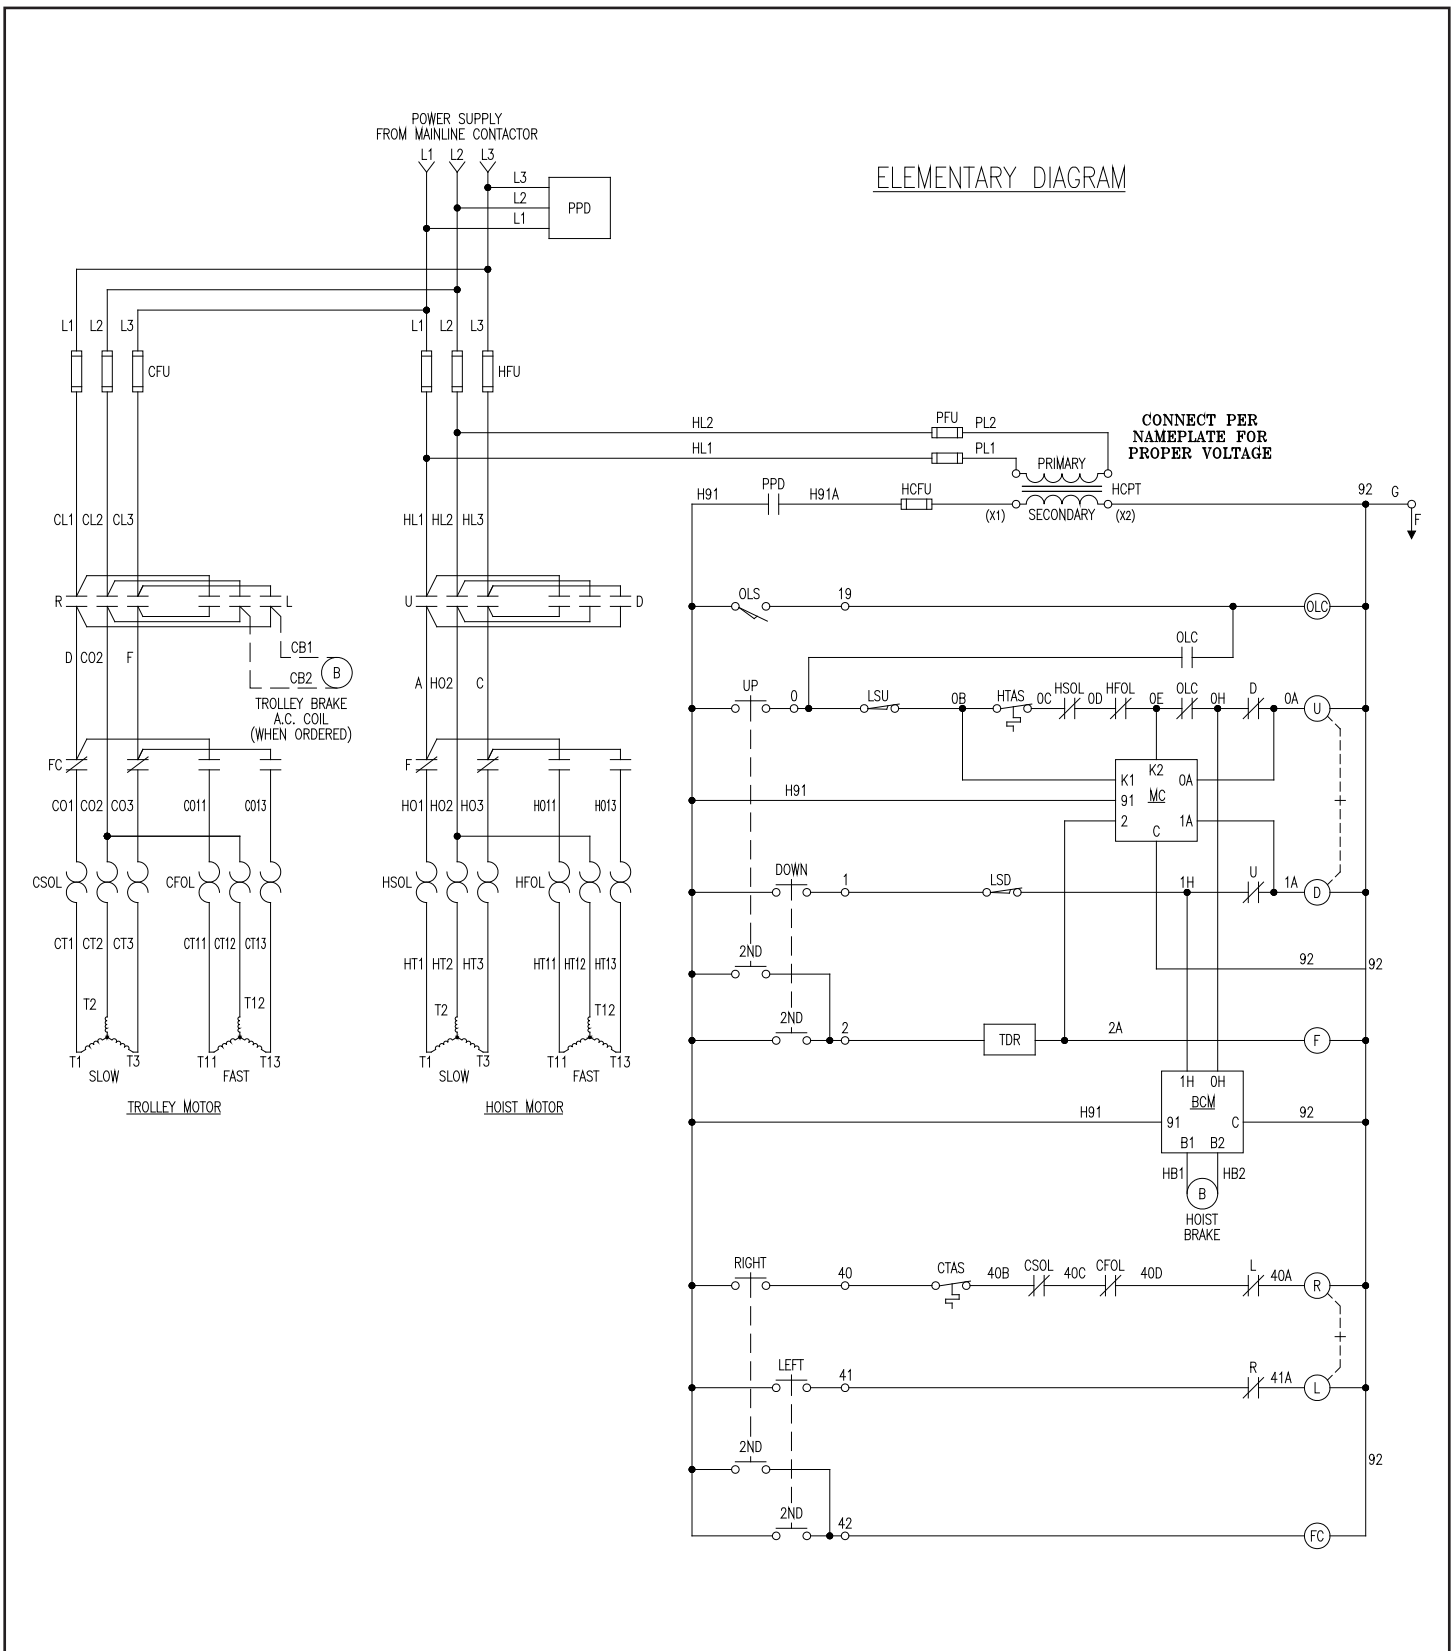 POWER SUPPLY
FROM MAINLINE CONTACTOR
L1 L2 L3
ELEMENTARY DIAGRAM
L3
L2
L1
PPD
L1 L2 L3
L1 L2 L3
CFU
HFU
HL2
PFU
PL2
CONNECT PER
NAMEPLATE FOR
PROPER VOLTAGE
HL1
PL1
PRIMARY
HCPT
H91
PPD
H91A
HCFU
(X1)
SECONDARY
(X2)
92
G
F
CL1 CL2 CL3
HL1 HL2 HL3
R
L
U
D
OLS
19
OLC
CB1
CB2
B
TROLLEY BRAKE
A.C. COIL
(WHEN ORDERED)
D CO2 F
A HO2 C
OLC
UP
0
LSU
0B
HTAS
0C
HSOL
0D
HFOL
0E
OLC
0H
D
0A
U
FC
F
K1
K2
0A
91
MC
2
1A
C
H91
CO1 CO2 CO3
CO11
CO13
HO1 HO2 HO3
HO11
HO13
CSOL
CFOL
HSOL
HFOL
DOWN
1
LSD
1H
U
1A
D
CT1 CT2 CT3
CT11 CT12 CT13
HT1 HT2 HT3
HT11 HT12 HT13
2ND
92
92
T2
T12
T2
T12
2ND
2
TDR
2A
F
T1 T3
T11 T13
T1 T3
T11 T13
SLOW
FAST
SLOW
FAST
TROLLEY MOTOR
HOIST MOTOR
1H 0H
BCM
91
C
B1 B2
H91
92
HB1
HB2
B
HOIST
BRAKE
RIGHT
40
CTAS
40B
CSOL
40C
CFOL
40D
L
40A
R
LEFT
41
R
41A
L
2ND
92
2ND
42
FC